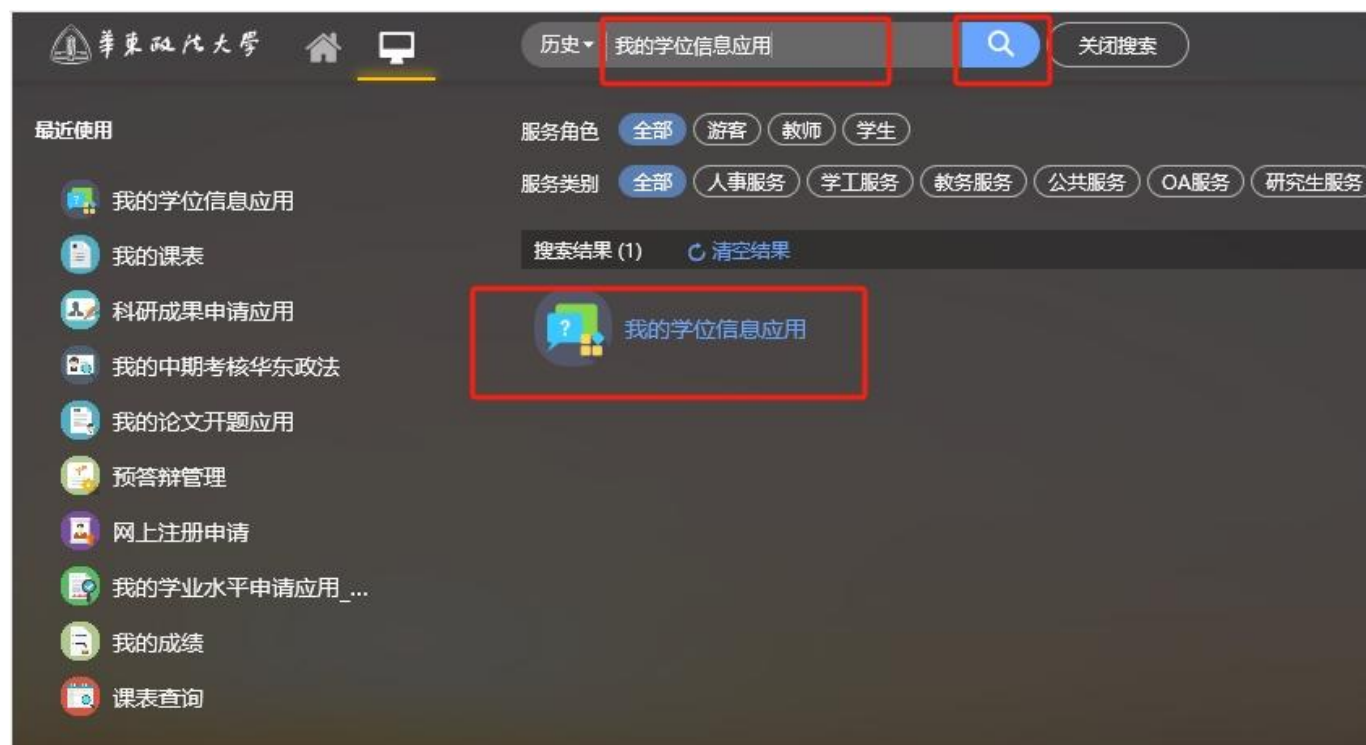 華東政法大學
历史 我的学位信息应用 关闭搜索
最近使用
我的学位信息应用
我的课表
科研成果申请应用
我的中期考核华东政法
我的论文开题应用
预答辩管理
网上注册申请
我的学业水平申请应用_...
我的成绩
课表查询
服务角色 全部 游客 教师 学生
服务类别 全部 人事服务 学工服务 教务服务 公共服务 OA服务 研究生服务
搜索结果 (1) 清空结果
我的学位信息应用